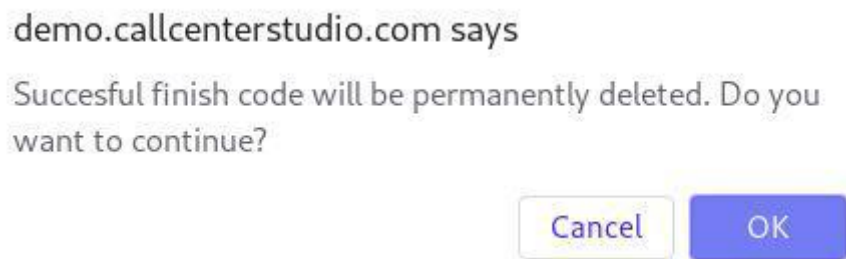 demo.callcenterstudio.com says
Succesful finish code will be permanently deleted. Do you
want to continue?
Cancel OK